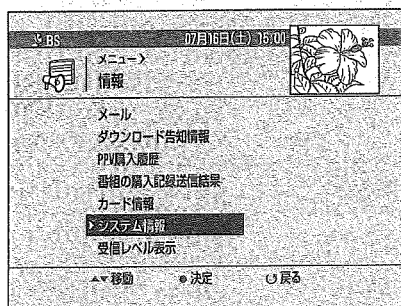 BS 07月16日(土) 16:00
メニュー>
情報
メール
ダウンロード告知情報
PPV購入履歴
番組の購入記録送信結果
カード情報
>システム情報
受信レベル表示
▲▼移動 ●決定 戻る